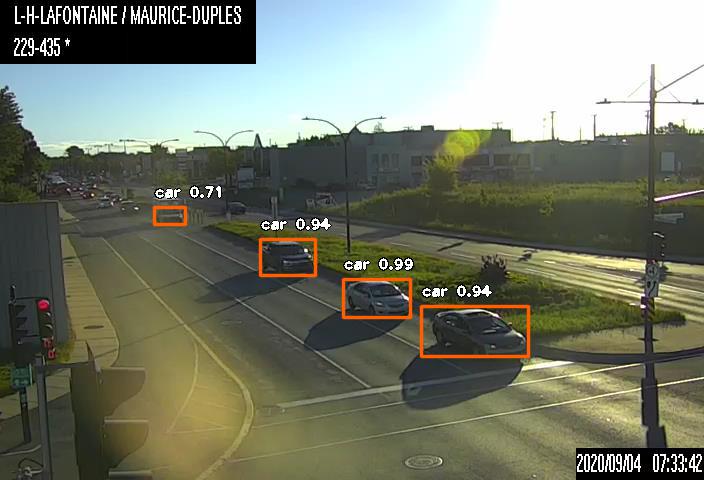 L-H-LAFONTAINE / MAURICE-DUPLES
229-435 *
car 0.71
car 0.94
car 0.99
car 0.94
2020/09/04 07:33:42